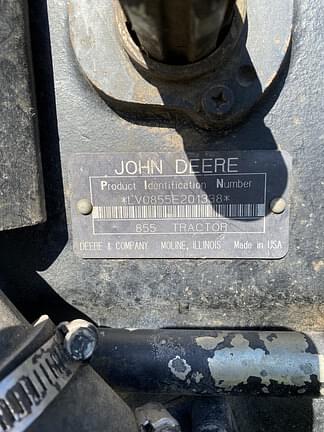 JOHN DEERE
Product Identification Number
*LV0855E201338*
855 TRACTOR
DEERE & COMPANY MOLINE, ILLINOIS Made in USA